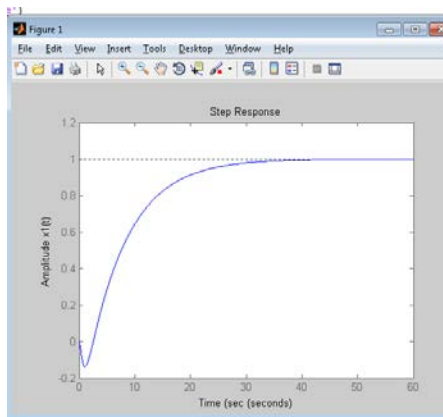 Figure 1
File Edit View Insert Tools Desktop Window Help
Step Response
1.2
1
0.8
0.6
0.4
0.2
0
-0.2
Amplitude x1(t)
0 10 20 30 40 50 60
Time (sec (seconds)